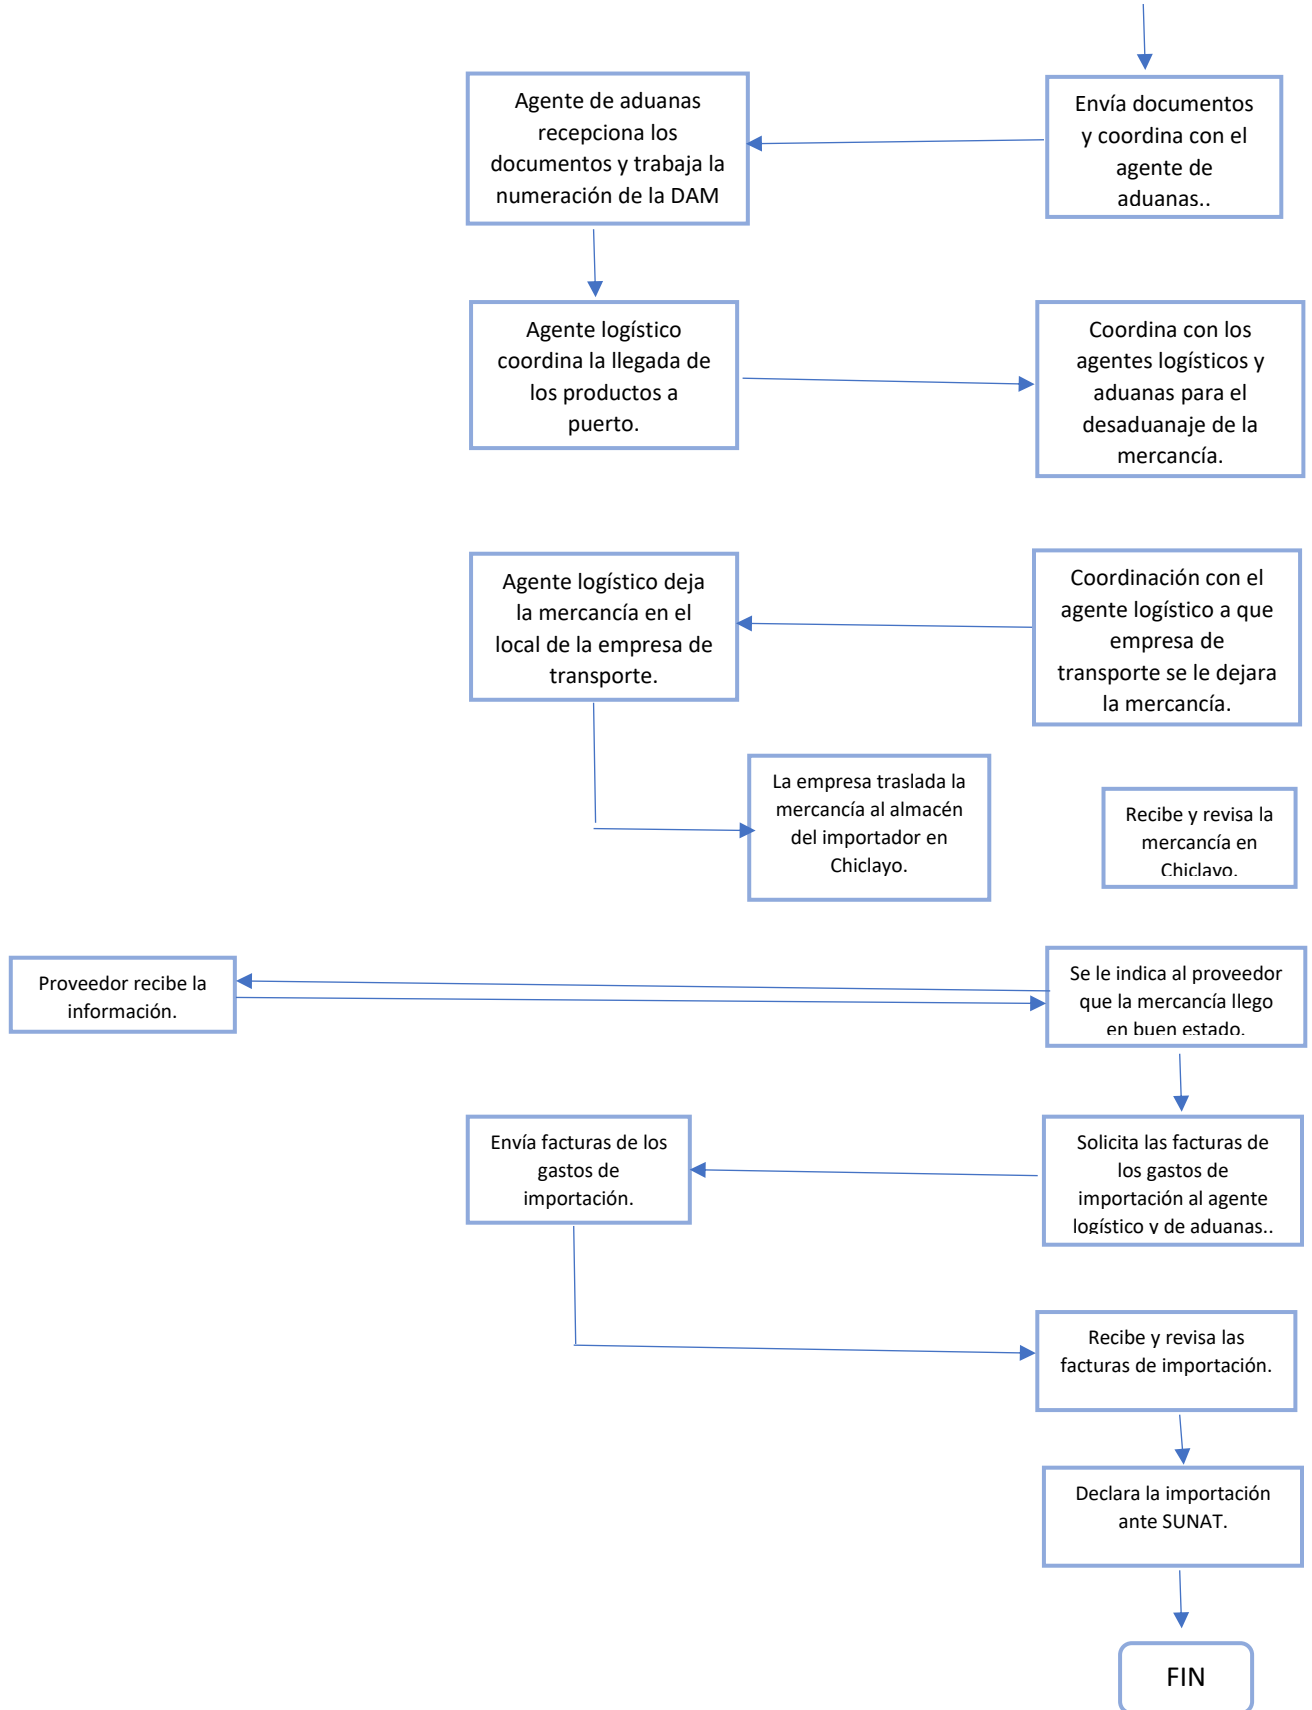 Envía documentos
y coordina con el
agente de
aduanas..
Agente de aduanas
recepciona los
documentos y trabaja la
numeración de la DAM
Agente logístico
coordina la llegada de
los productos a
puerto.
Coordina con los
agentes logísticos y
aduanas para el
desaduanaje de la
mercancía.
Coordinación con el
agente logístico a que
empresa de
transporte se le dejara
la mercancía.
Agente logístico deja
la mercancía en el
local de la empresa de
transporte.
La empresa traslada la
mercancía al almacén
del importador en
Chiclayo.
Recibe y revisa la
mercancía en
Chiclayo.
Se le indica al proveedor
que la mercancía llego
en buen estado.
Proveedor recibe la
información.
Solicita las facturas de
los gastos de
importación al agente
logístico y de aduanas..
Envía facturas de los
gastos de
importación.
Recibe y revisa las
facturas de importación.
Declara la importación
ante SUNAT.
FIN